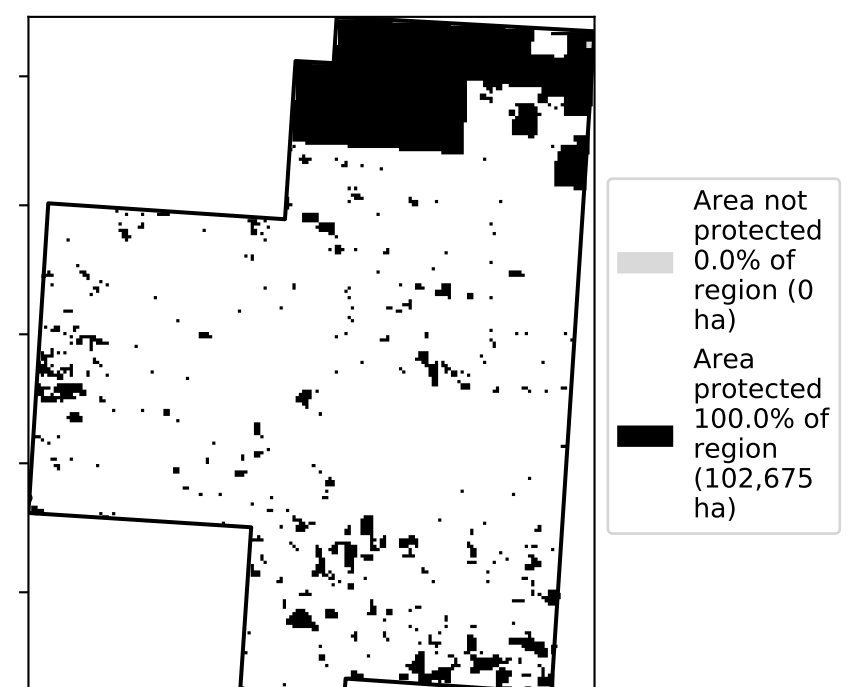 Area not
protected
0.0% of
region (0
ha)
Area
protected
100.0% of
region
(102,675
ha)